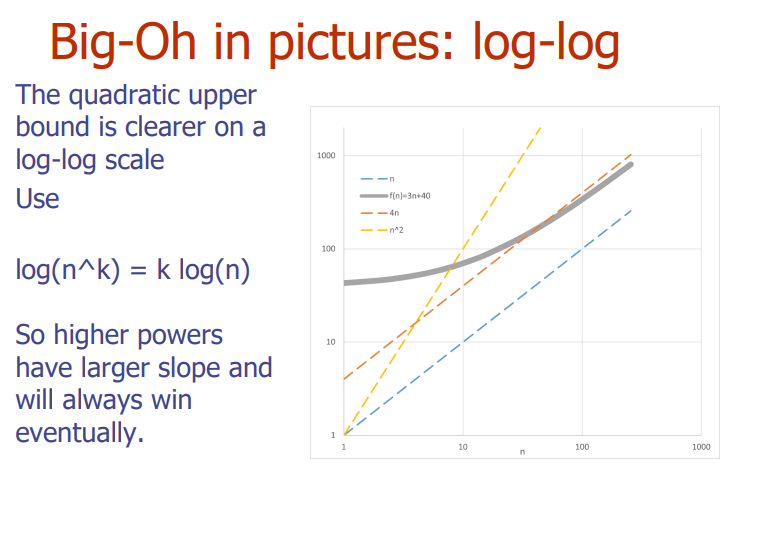 Big-Oh in pictures: log-log
The quadratic upper
bound is clearer on a
log-log scale
Use
log(n^k) = k log(n)
So higher powers
have larger slope and
will always win
eventually.
1000
100
10
1
n
f(n)=3n+40
4n
n^2
1
10
100
1000
n